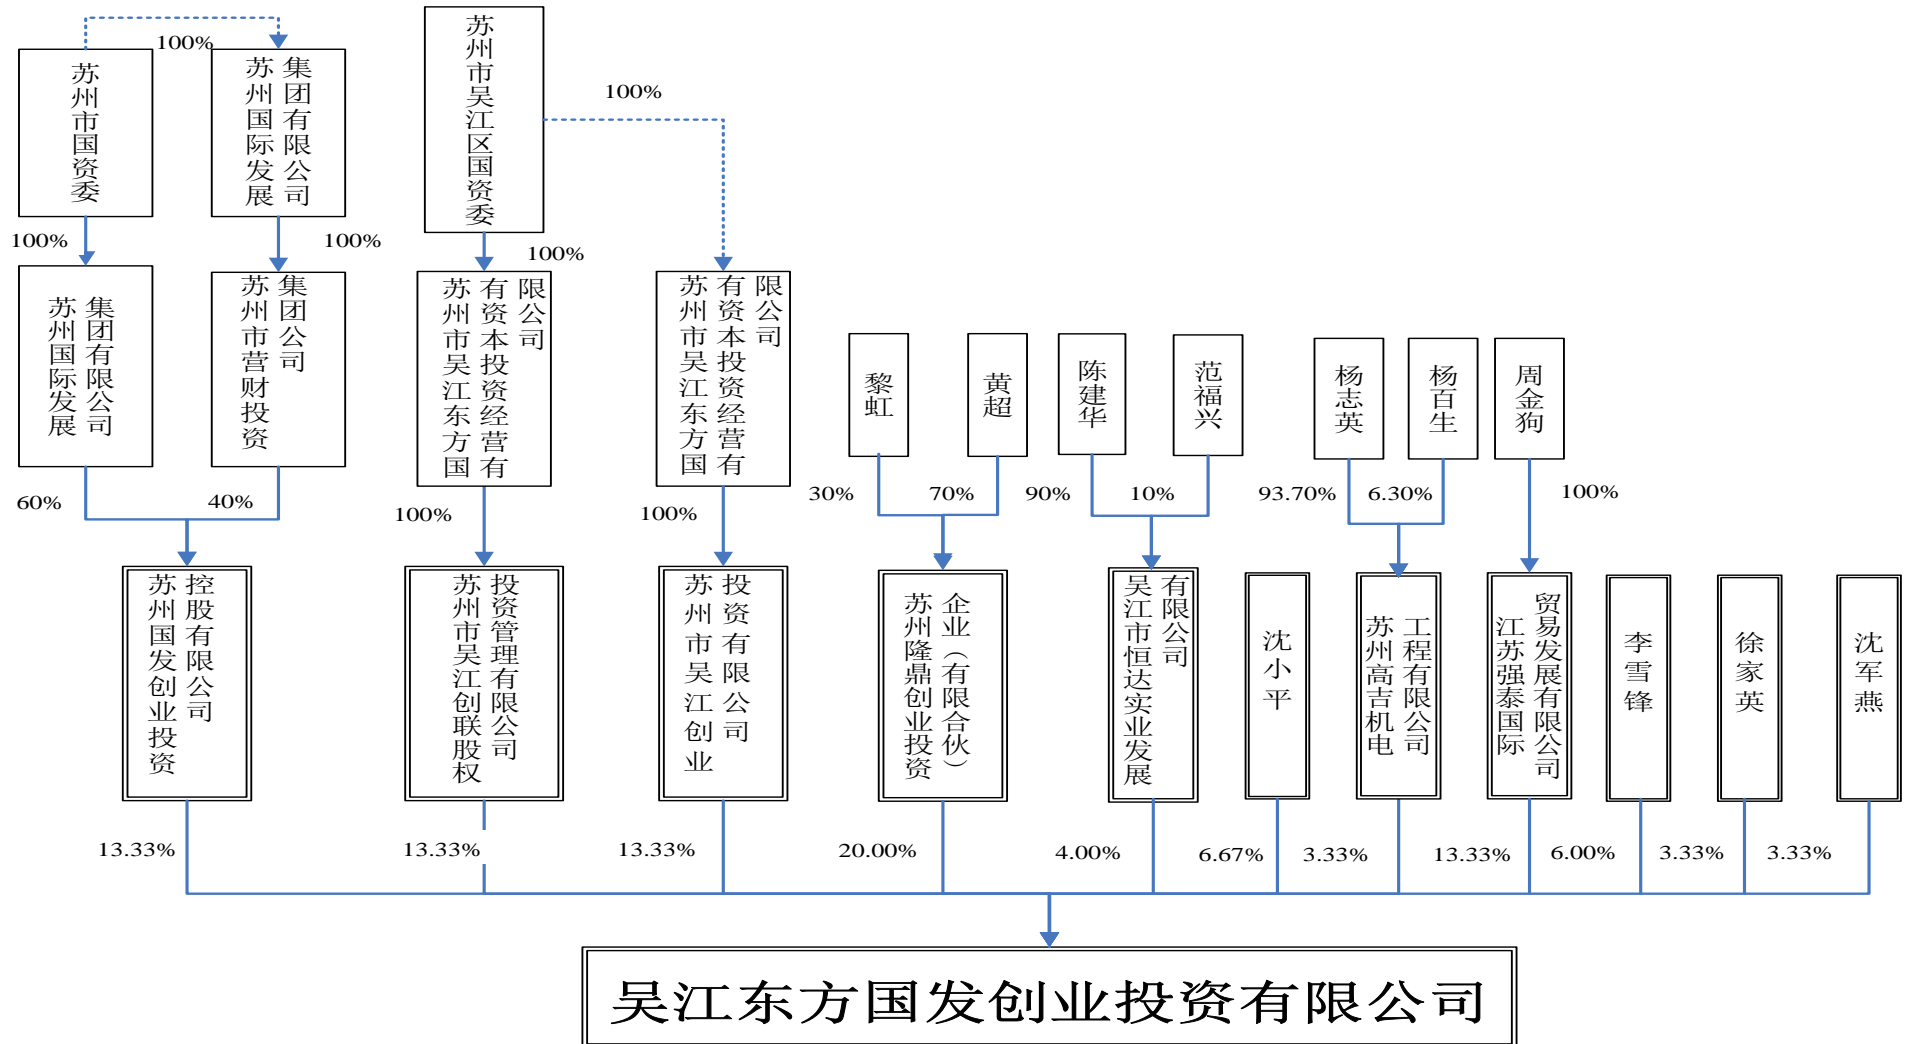 100%
苏州市国资委
苏州国际发展
集团有限公司
苏州市吴江区国资委
100%
100%
100%
100%
苏州国际发展
集团有限公司
苏州市营财投资
集团公司
苏州市吴江东方国
有资本投资经营有
限公司
苏州市吴江东方国
有资本投资经营有
限公司
黎虹
黄超
陈建华
范福兴
杨志英
杨百生
周金狗
60%
40%
100%
100%
30%
70%
90%
10%
93.70%
6.30%
100%
苏州国发创业投资
控股有限公司
苏州市吴江创联股权
投资管理有限公司
苏州市吴江创业
投资有限公司
苏州隆鼎创业投资
企业（有限合伙）
吴江市恒达实业发展
有限公司
沈小平
苏州高吉机电
工程有限公司
江苏强泰国际
贸易发展有限公司
李雪锋
徐家英
沈军燕
13.33%
13.33%
13.33%
20.00%
4.00%
6.67%
3.33%
13.33%
6.00%
3.33%
3.33%
吴江东方国发创业投资有限公司